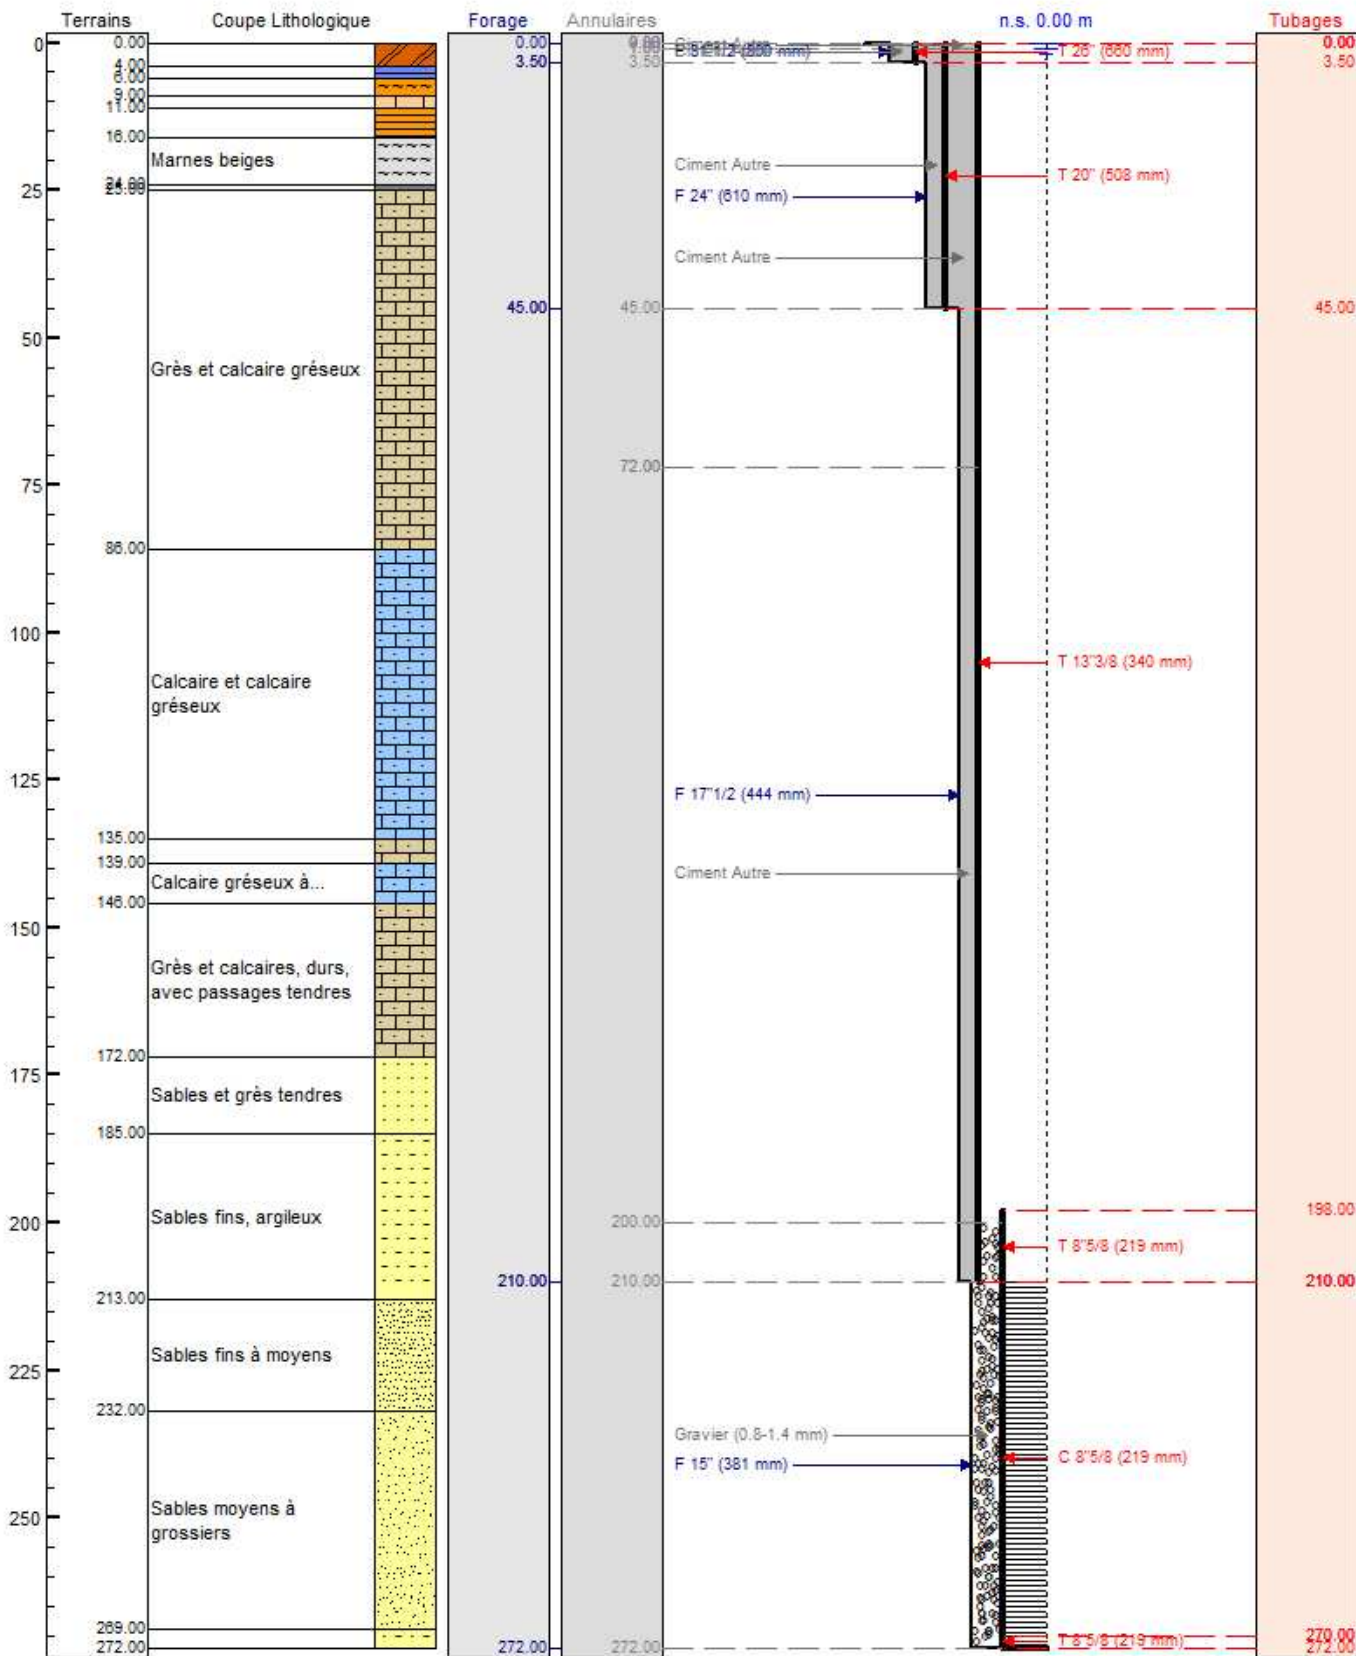 Terrains
Coupe Lithologique
Forage
Annulaires
n.s. 0.00 m
Tubages
0
25
50
75
100
125
150
175
200
225
250
0.00
4.00
6.00
9.00
11.00
16.00
24.00
25.00
86.00
135.00
139.00
146.00
172.00
185.00
213.00
232.00
269.00
272.00
Marnes beiges
Grès et calcaire gréseux
Calcaire et calcaire
gréseux
Calcaire gréseux à...
Grès et calcaires, durs,
avec passages tendres
Sables et grès tendres
Sables fins, argileux
Sables fins à moyens
Sables moyens à
grossiers
0.00
3.50
45.00
210.00
272.00
0.00
3.50
45.00
72.00
200.00
210.00
272.00
Ciment Autre
Ciment Autre
F 24" (610 mm)
Ciment Autre
F 17"1/2 (444 mm)
Ciment Autre
Gravier (0.8-1.4 mm)
F 15" (381 mm)
T 26" (660 mm)
T 20" (508 mm)
T 13"3/8 (340 mm)
T 8"5/8 (219 mm)
C 8"5/8 (219 mm)
T 8"5/8 (219 mm)
0.00
3.50
45.00
198.00
210.00
270.00
272.00